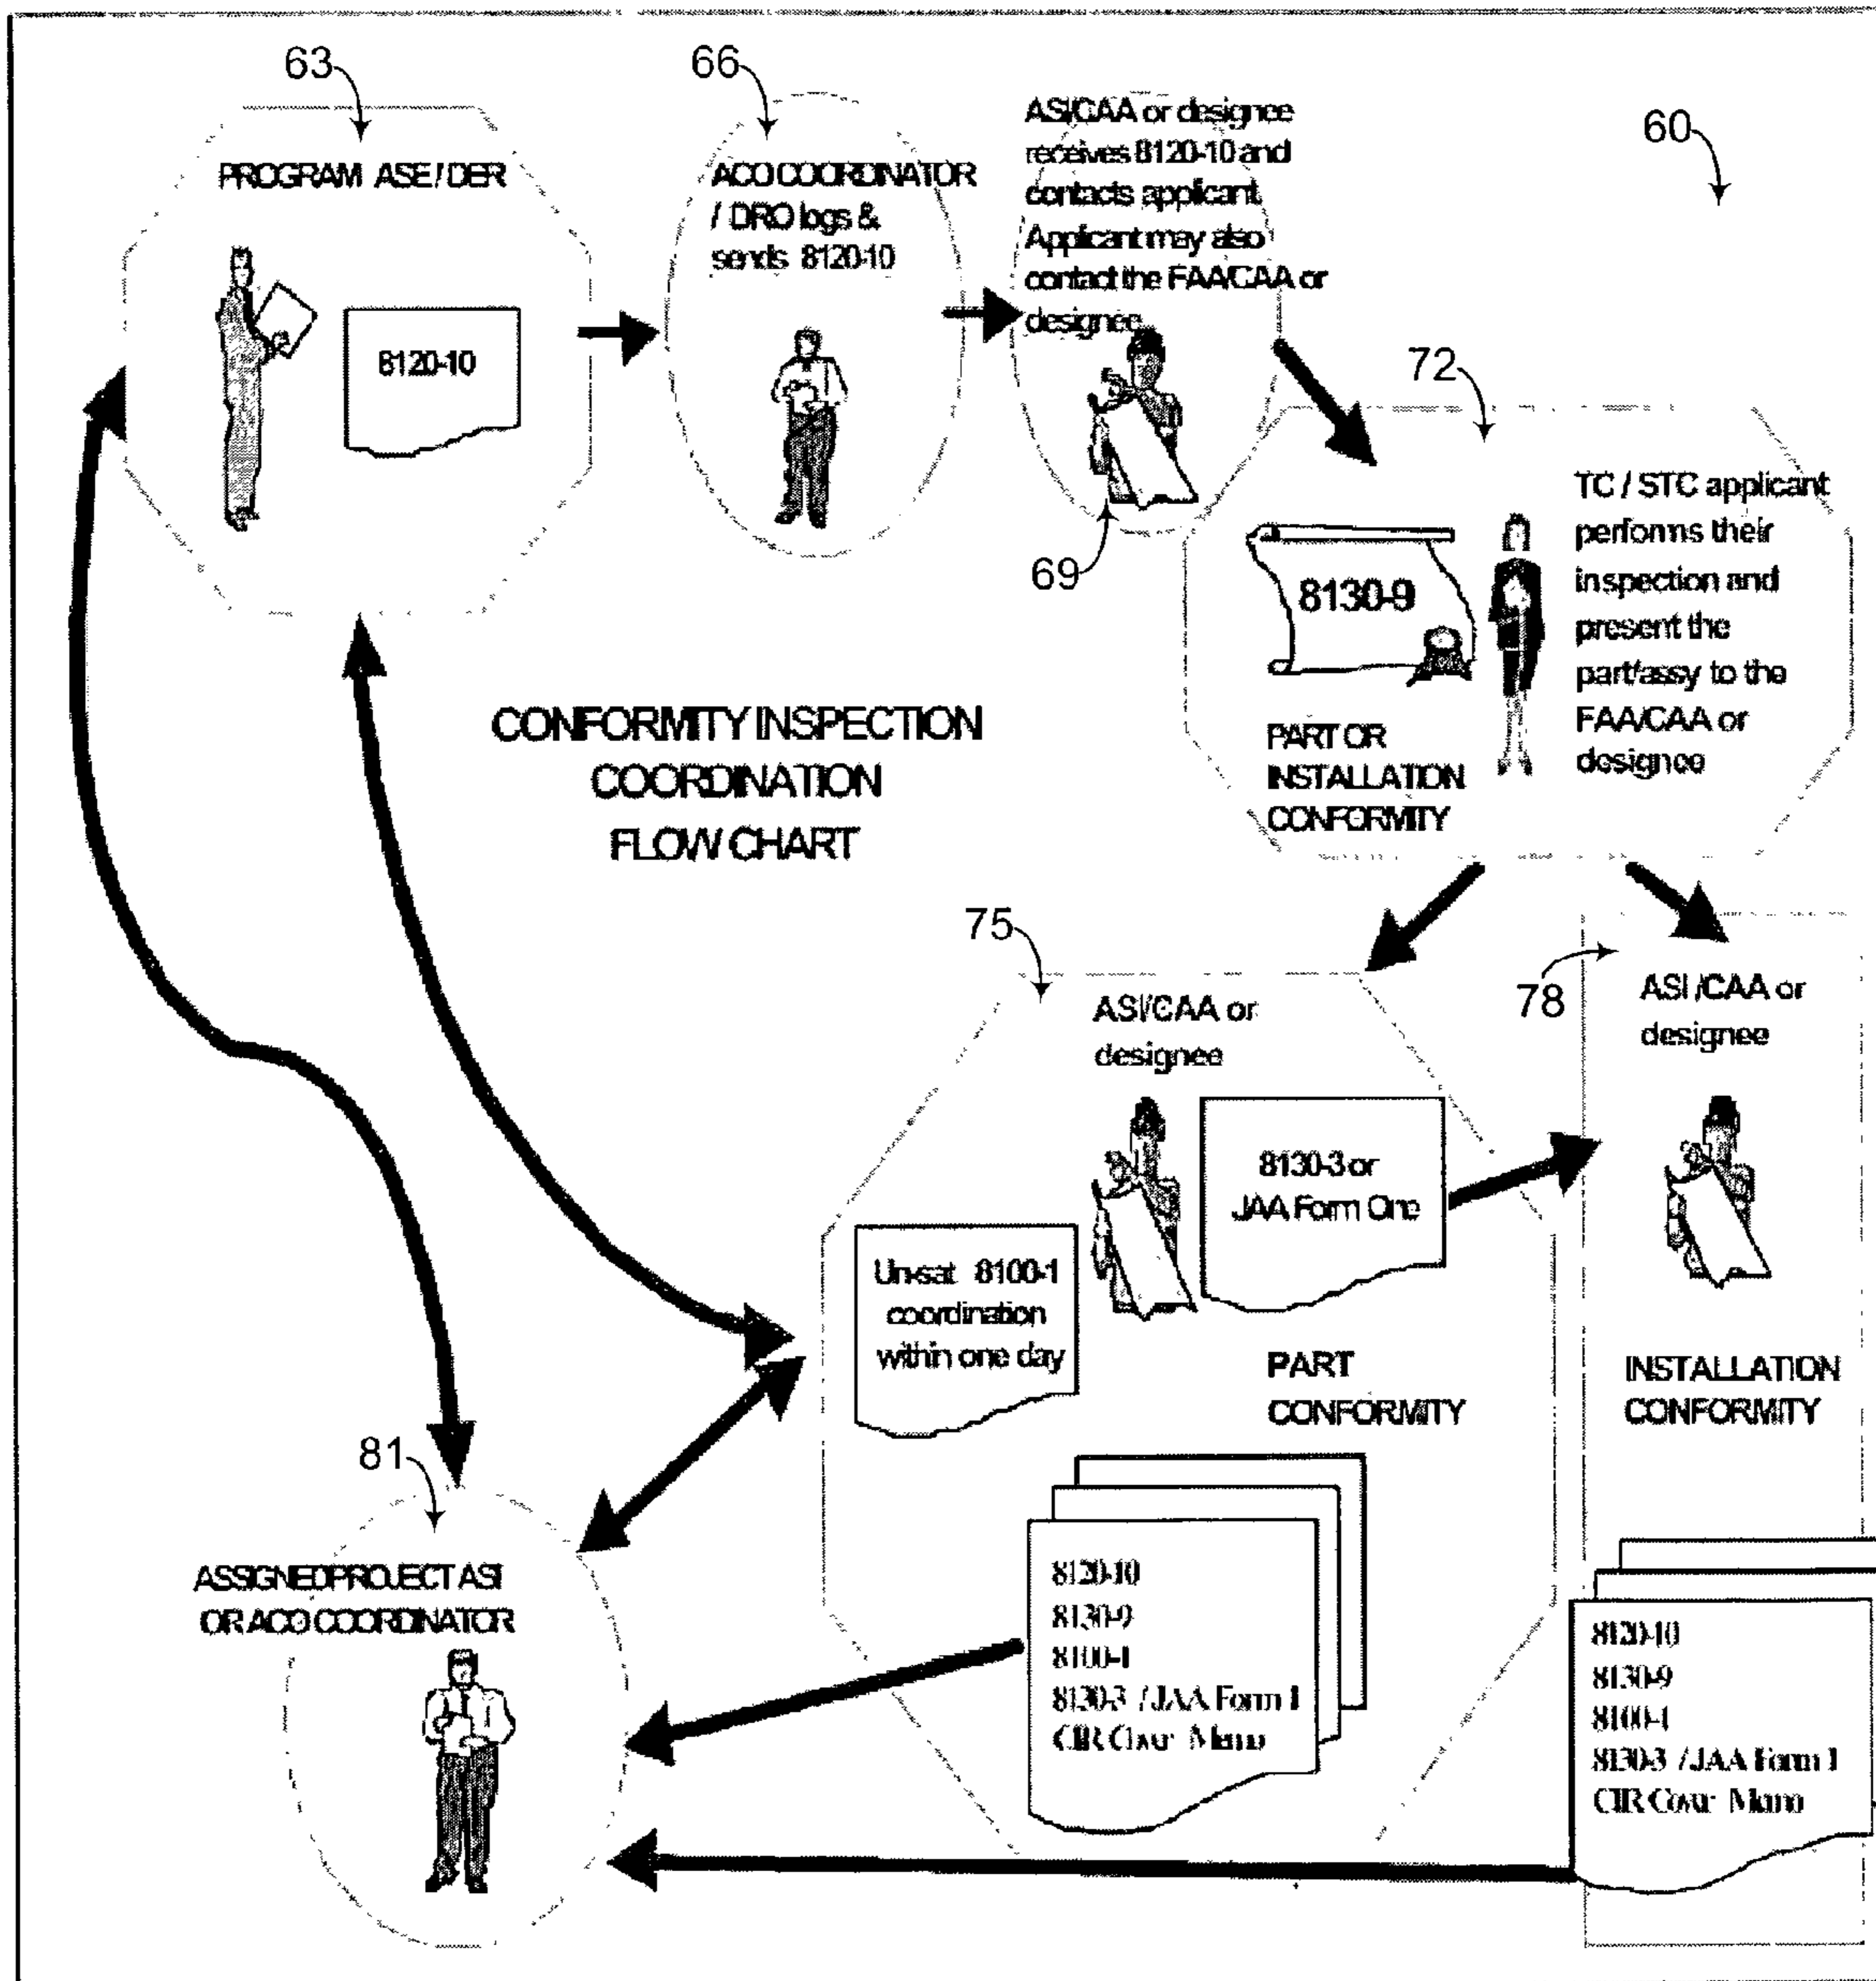 63
PROGRAM ASE / DER
8120-10
66
ACO COORDINATOR
/ DRO logs &
sends 8120-10
ASI/CAA or designee
receives 8120-10 and
contacts applicant
Applicant may also
contact the FAA/CAA or
designee
69
60
72
8130-9
TC / STC applicant
performs their
inspection and
present the
part/assy to the
FAA/CAA or
designee
PART OR
INSTALLATION
CONFORMITY
CONFORMITY INSPECTION
COORDINATION
FLOW CHART
75
ASI/CAA or
designee
8130-3 or
JAA Form One
Un-sat 8100-1
coordination
within one day
PART
CONFORMITY
8120-10
8130-9
8100-1
8130-3 / JAA Form 1
CIR Cover Memo
78
ASI /CAA or
designee
INSTALLATION
CONFORMITY
8120-10
8130-9
8100-1
8130-3 / JAA Form 1
CIR Cover Memo
81
ASSIGNED PROJECT ASI
OR ACO COORDINATOR